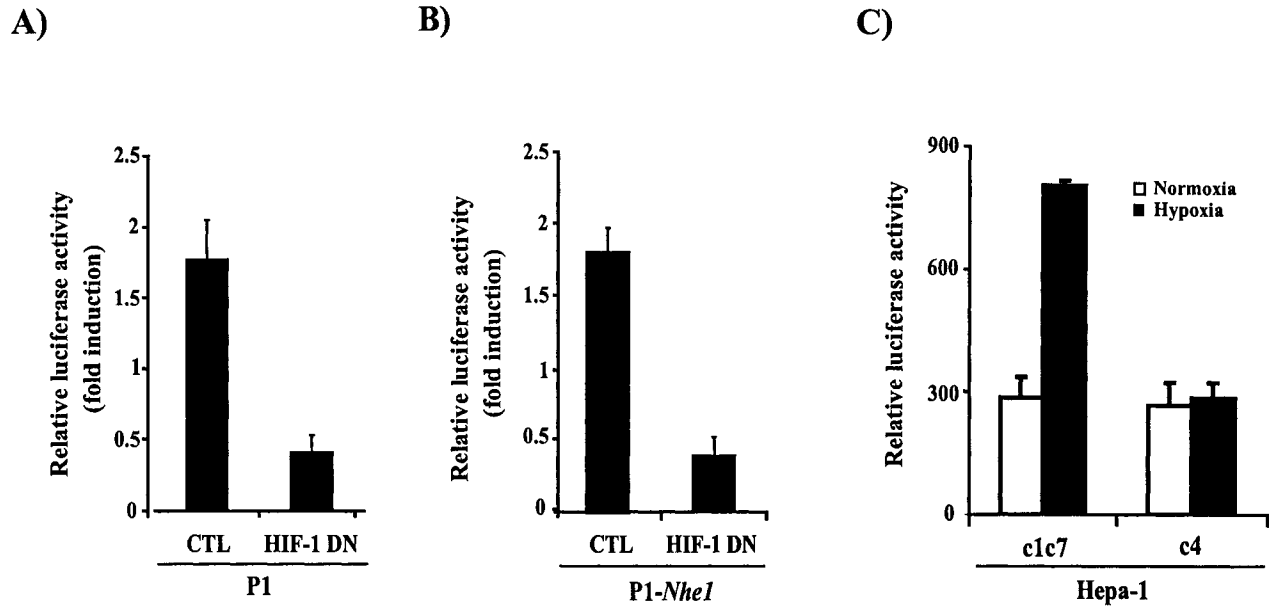 A)
Relative luciferase activity
(fold induction)
2.5
2
1.5
1
0.5
0
CTL HIF-1 DN
P1
B)
Relative luciferase activity
(fold induction)
2.5
2
1.5
1
0.5
0
CTL HIF-1 DN
P1-Nhe1
C)
Relative luciferase activity
900
600
300
0
Normoxia
Hypoxia
c1c7 c4
Hepa-1